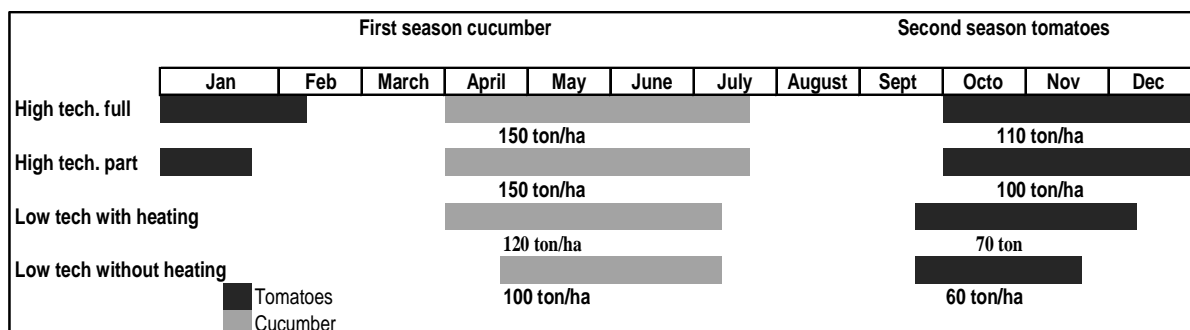 First season cucumber Second season tomatoes
Jan Feb March April May June July August Sept Octo Nov Dec
High tech. full
150 ton/ha 110 ton/ha
High tech. part
150 ton/ha 100 ton/ha
Low tech with heating
120 ton/ha 70 ton
Low tech without heating
100 ton/ha 60 ton/ha
Tomatoes
Cucumber